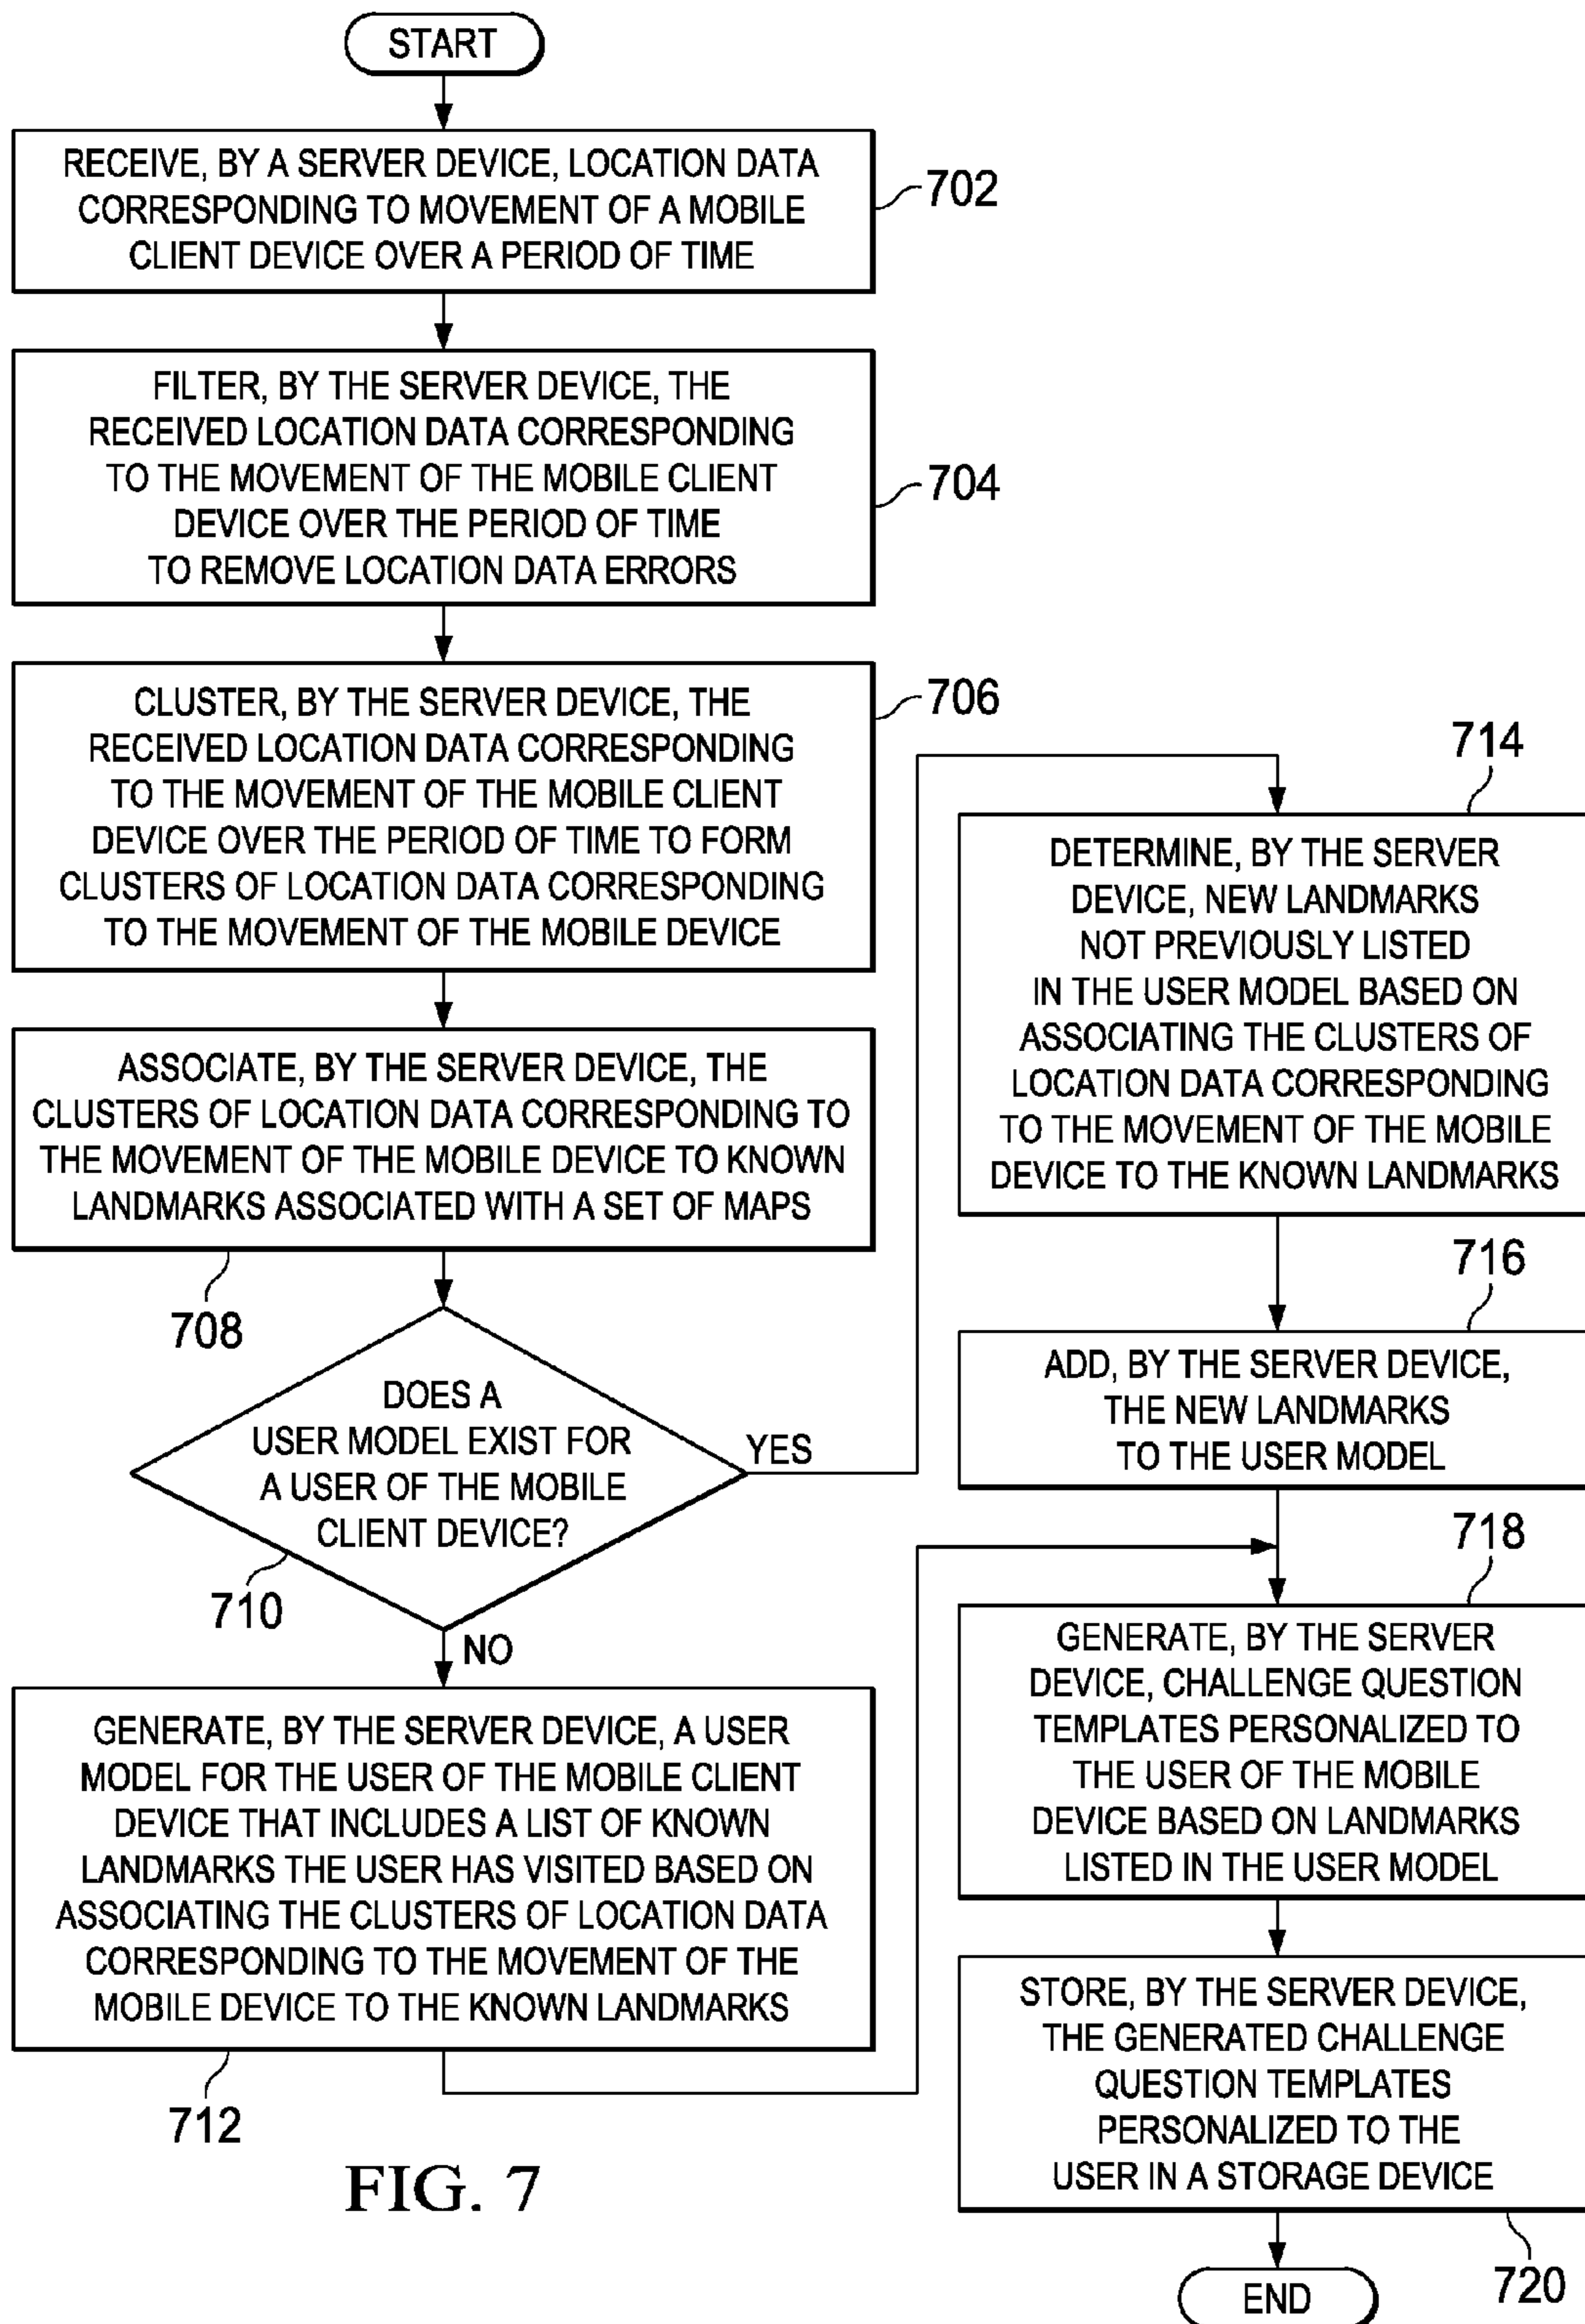 START
RECEIVE, BY A SERVER DEVICE, LOCATION DATA
CORRESPONDING TO MOVEMENT OF A MOBILE
CLIENT DEVICE OVER A PERIOD OF TIME
702
FILTER, BY THE SERVER DEVICE, THE
RECEIVED LOCATION DATA CORRESPONDING
TO THE MOVEMENT OF THE MOBILE CLIENT
DEVICE OVER THE PERIOD OF TIME
TO REMOVE LOCATION DATA ERRORS
704
CLUSTER, BY THE SERVER DEVICE, THE
RECEIVED LOCATION DATA CORRESPONDING
TO THE MOVEMENT OF THE MOBILE CLIENT
DEVICE OVER THE PERIOD OF TIME TO FORM
CLUSTERS OF LOCATION DATA CORRESPONDING
TO THE MOVEMENT OF THE MOBILE DEVICE
706
ASSOCIATE, BY THE SERVER DEVICE, THE
CLUSTERS OF LOCATION DATA CORRESPONDING TO
THE MOVEMENT OF THE MOBILE DEVICE TO KNOWN
LANDMARKS ASSOCIATED WITH A SET OF MAPS
708
DOES A
USER MODEL EXIST FOR
A USER OF THE MOBILE
CLIENT DEVICE?
YES
710
NO
GENERATE, BY THE SERVER DEVICE, A USER
MODEL FOR THE USER OF THE MOBILE CLIENT
DEVICE THAT INCLUDES A LIST OF KNOWN
LANDMARKS THE USER HAS VISITED BASED ON
ASSOCIATING THE CLUSTERS OF LOCATION DATA
CORRESPONDING TO THE MOVEMENT OF THE
MOBILE DEVICE TO THE KNOWN LANDMARKS
712
714
DETERMINE, BY THE SERVER
DEVICE, NEW LANDMARKS
NOT PREVIOUSLY LISTED
IN THE USER MODEL BASED ON
ASSOCIATING THE CLUSTERS OF
LOCATION DATA CORRESPONDING
TO THE MOVEMENT OF THE MOBILE
DEVICE TO THE KNOWN LANDMARKS
716
ADD, BY THE SERVER DEVICE,
THE NEW LANDMARKS
TO THE USER MODEL
718
GENERATE, BY THE SERVER
DEVICE, CHALLENGE QUESTION
TEMPLATES PERSONALIZED TO
THE USER OF THE MOBILE
DEVICE BASED ON LANDMARKS
LISTED IN THE USER MODEL
STORE, BY THE SERVER DEVICE,
THE GENERATED CHALLENGE
QUESTION TEMPLATES
PERSONALIZED TO THE
USER IN A STORAGE DEVICE
720
END
FIG. 7